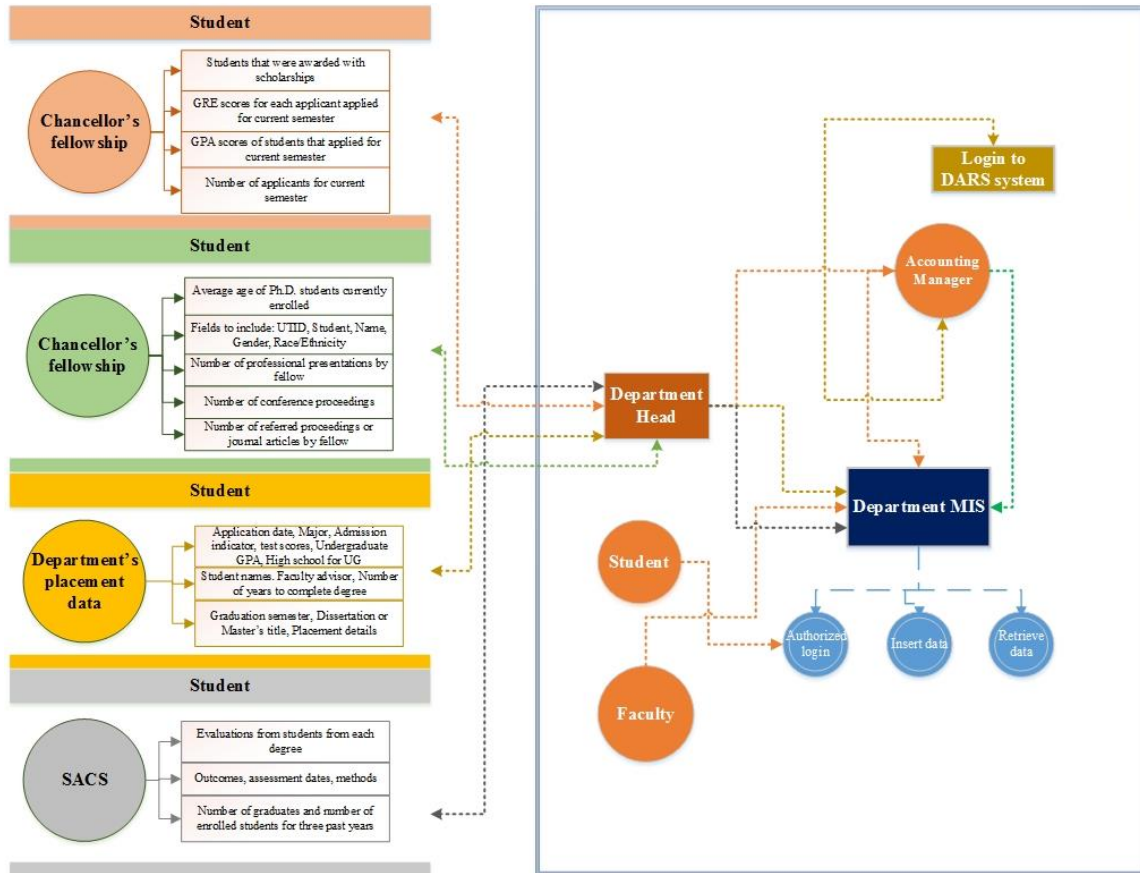 Student
Chancellor's
fellowship
Students that were awarded with
scholarships
GRE scores for each applicant applied
for current semester
GPA scores of students that applied for
current semester
Number of applicants for current
semester
Student
Chancellor's
fellowship
Average age of Ph.D. students currently
enrolled
Fields to include: UTID, Student, Name,
Gender, Race/Ethnicity
Number of professional presentations by
fellow
Number of conference proceedings
Number of referred proceedings or
journal articles by fellow
Student
Department's
placement
data
Application date, Major, Admission
indicator, test scores, Undergraduate
GPA, High school for UG
Student names. Faculty advisor, Number
of years to complete degree
Graduation semester, Dissertation or
Master's title, Placement details
Student
SACS
Evaluations from students from each
degree
Outcomes, assessment dates, methods
Number of graduates and number of
enrolled students for three past years
Login to
DARS system
Accounting
Manager
Department
Head
Department MIS
Student
Faculty
Authorized
login
Insert data
Retrieve
data